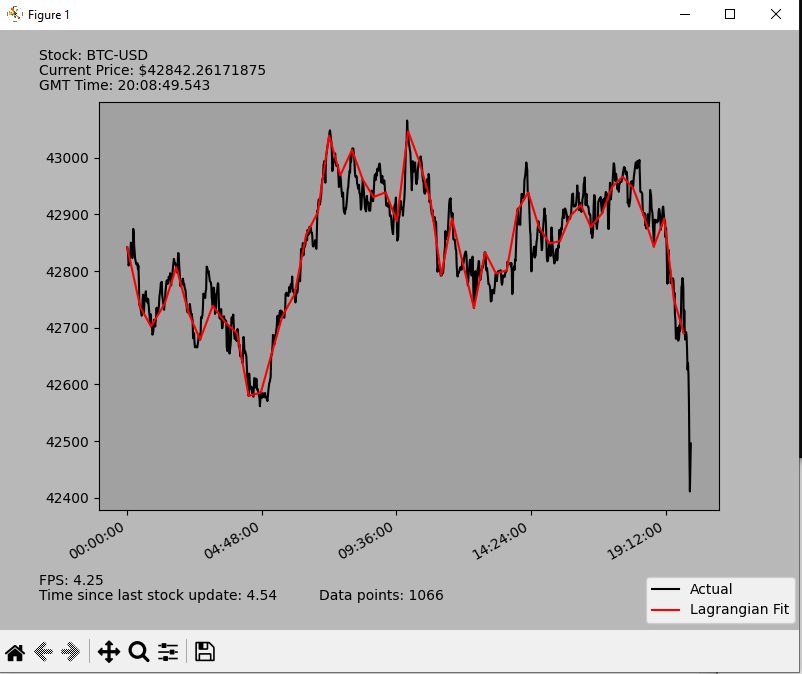 Figure 1
Stock: BTC-USD
Current Price: $42842.26171875
GMT Time: 20:08:49.543
43000
42900
42800
42700
42600
42500
42400
00:00:00
04:48:00
09:36:00
14:24:00
19:12:00
FPS: 4.25
Time since last stock update: 4.54
Data points: 1066
Actual
Lagrangian Fit